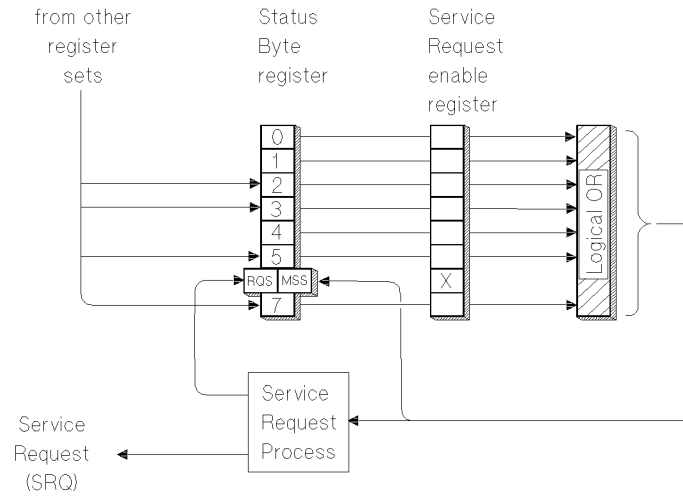 from other
register
sets
Status
Byte
register
Service
Request
enable
register
0
1
2
3
4
5
RQS MSS
X
7
Logical OR
Service
Request
Process
Service
Request
(SRQ)